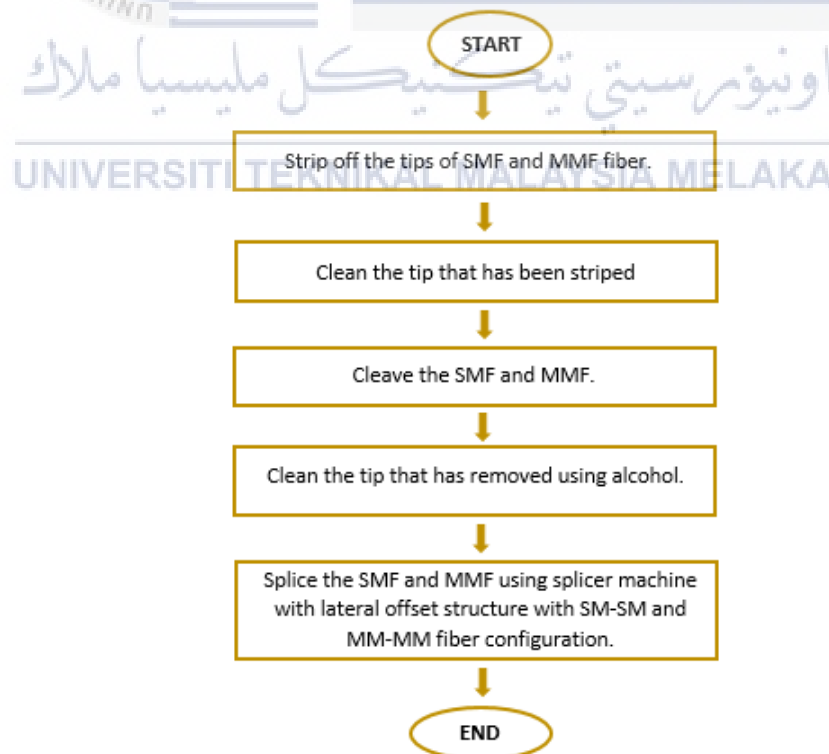 START
اونيۏرسيتي تيكنيكل مليسيا ملاك
Strip off the tips of SMF and MMF fiber.
UNIVERSITI TEKNIKAL MALAYSIA MELAKA
Clean the tip that has been striped
Cleave the SMF and MMF.
Clean the tip that has removed using alcohol.
Splice the SMF and MMF using splicer machine
with lateral offset structure with SM-SM and
MM-MM fiber configuration.
END